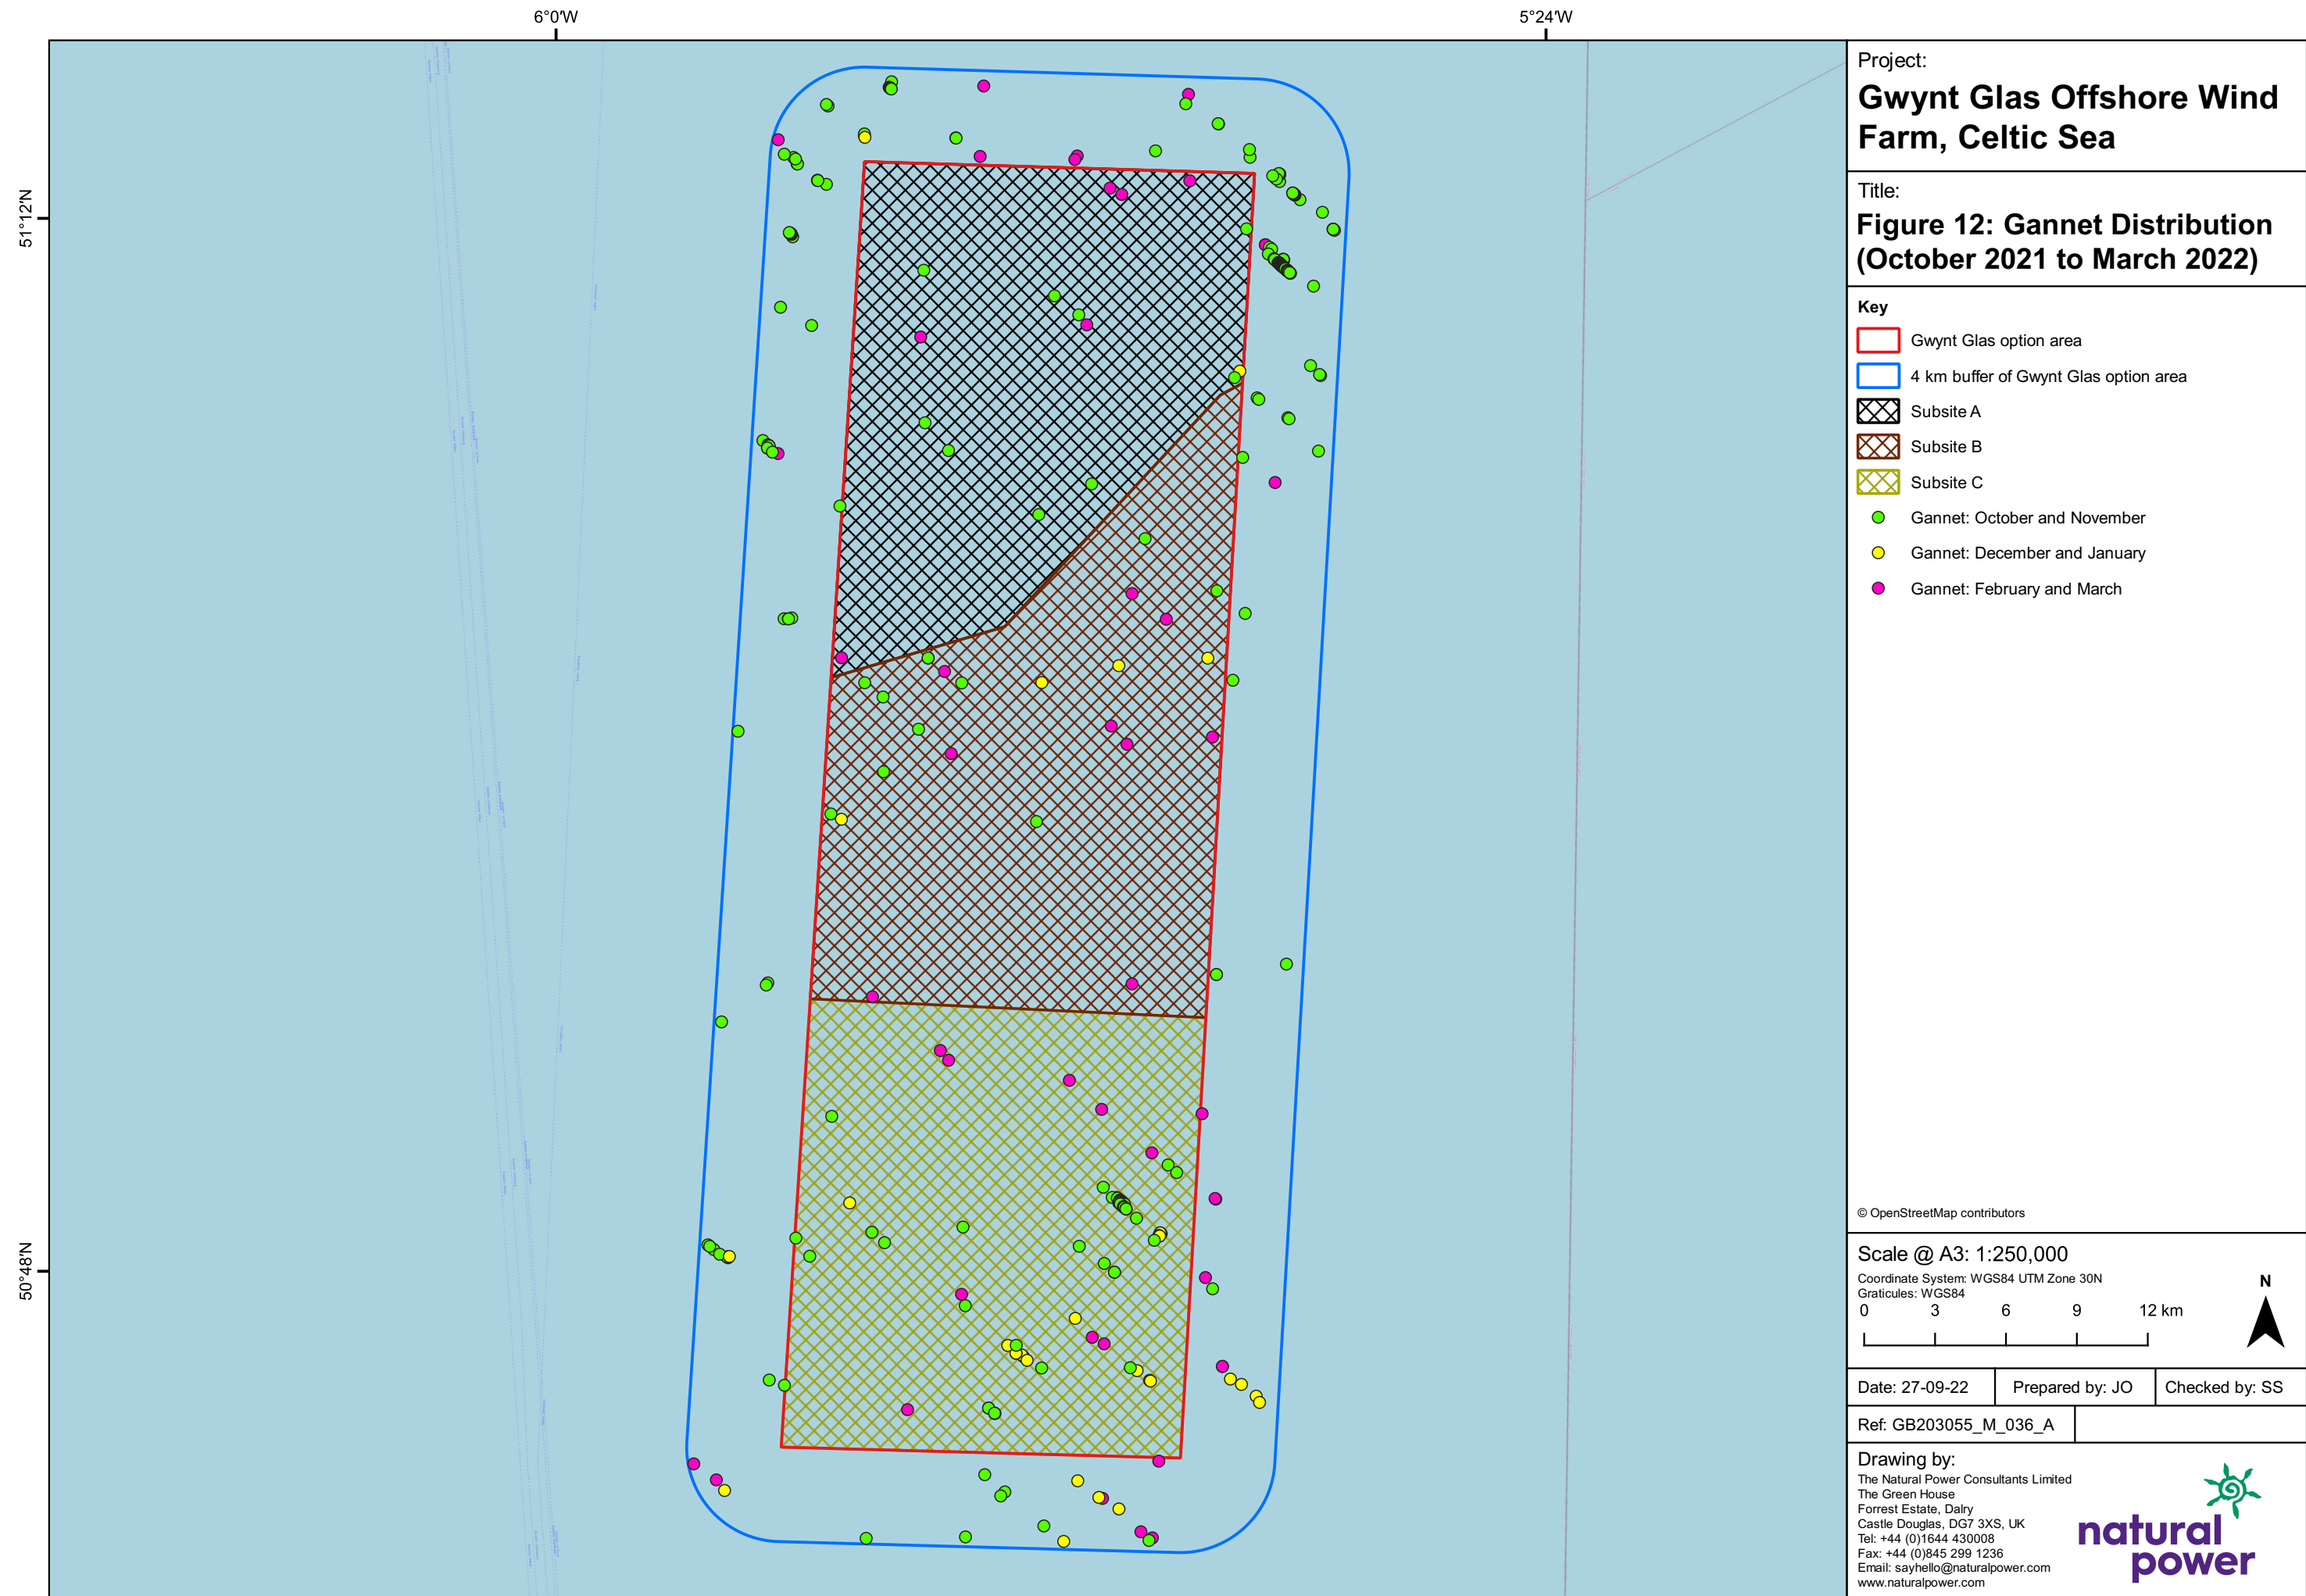 6°0'W
5°24'W
51°12'N
50°48'N
Project:
Gwynt Glas Offshore Wind
Farm, Celtic Sea
Title:
Figure 12: Gannet Distribution
(October 2021 to March 2022)
Key
Gwynt Glas option area
4 km buffer of Gwynt Glas option area
Subsite A
Subsite B
Subsite C
Gannet: October and November
Gannet: December and January
Gannet: February and March
© OpenStreetMap contributors
Scale @ A3: 1:250,000
Coordinate System: WGS84 UTM Zone 30N
Graticules: WGS84
0 3 6 9 12 km
N
Date: 27-09-22
Prepared by: JO
Checked by: SS
Ref: GB203055_M_036_A
Drawing by:
The Natural Power Consultants Limited
The Green House
Forrest Estate, Dalry
Castle Douglas, DG7 3XS, UK
Tel: +44 (0)1644 430008
Fax: +44 (0)845 299 1236
Email: sayhello@naturalpower.com
www.naturalpower.com
natural
power